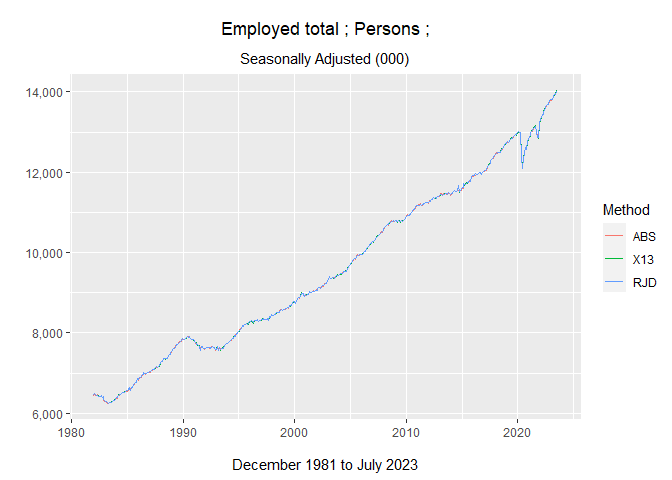 Employed total ; Persons ;
Seasonally Adjusted (000)
14,000
12,000
10,000
8,000
6,000
1980
1990
2000
2010
2020
December 1981 to July 2023
Method
ABS
X13
RJD